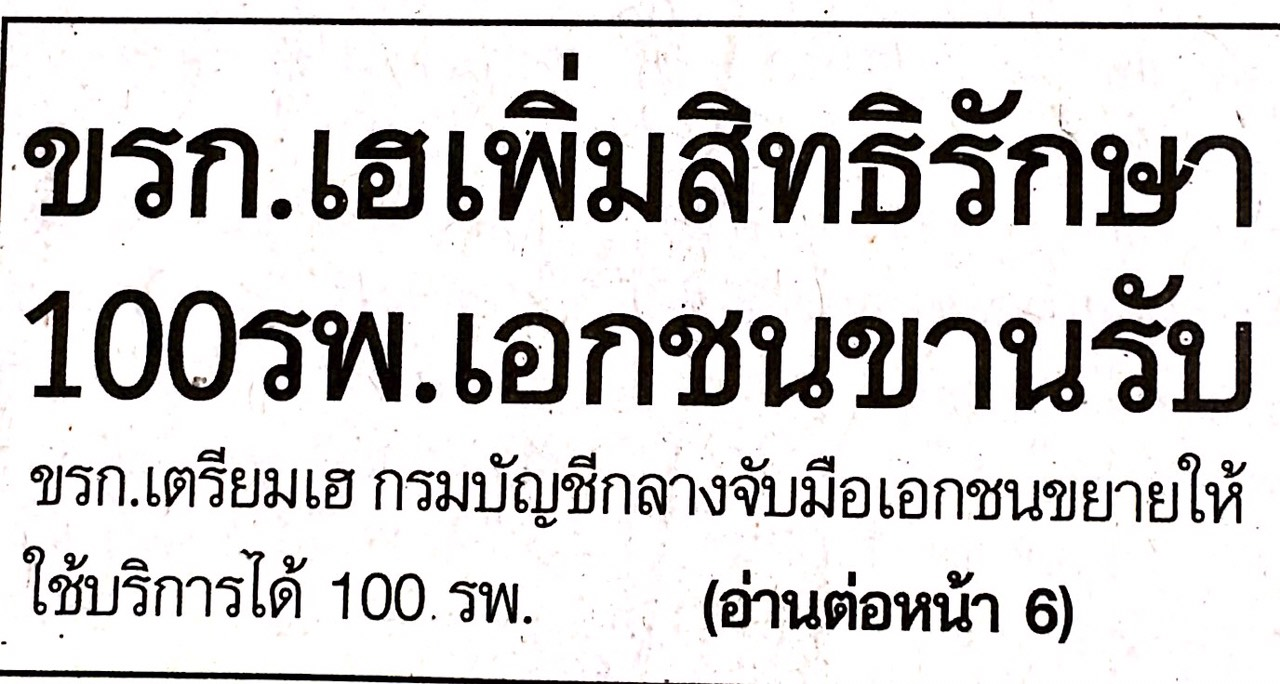 ขรก.เฮเพิ่มสิทธิรักษา
100รพ.เอกชนขานรับ
ขรก.เตรียมเฮ กรมบัญชีกลางจับมือเอกชนขยายให้
ใช้บริการได้ 100 รพ. (อ่านต่อหน้า 6)